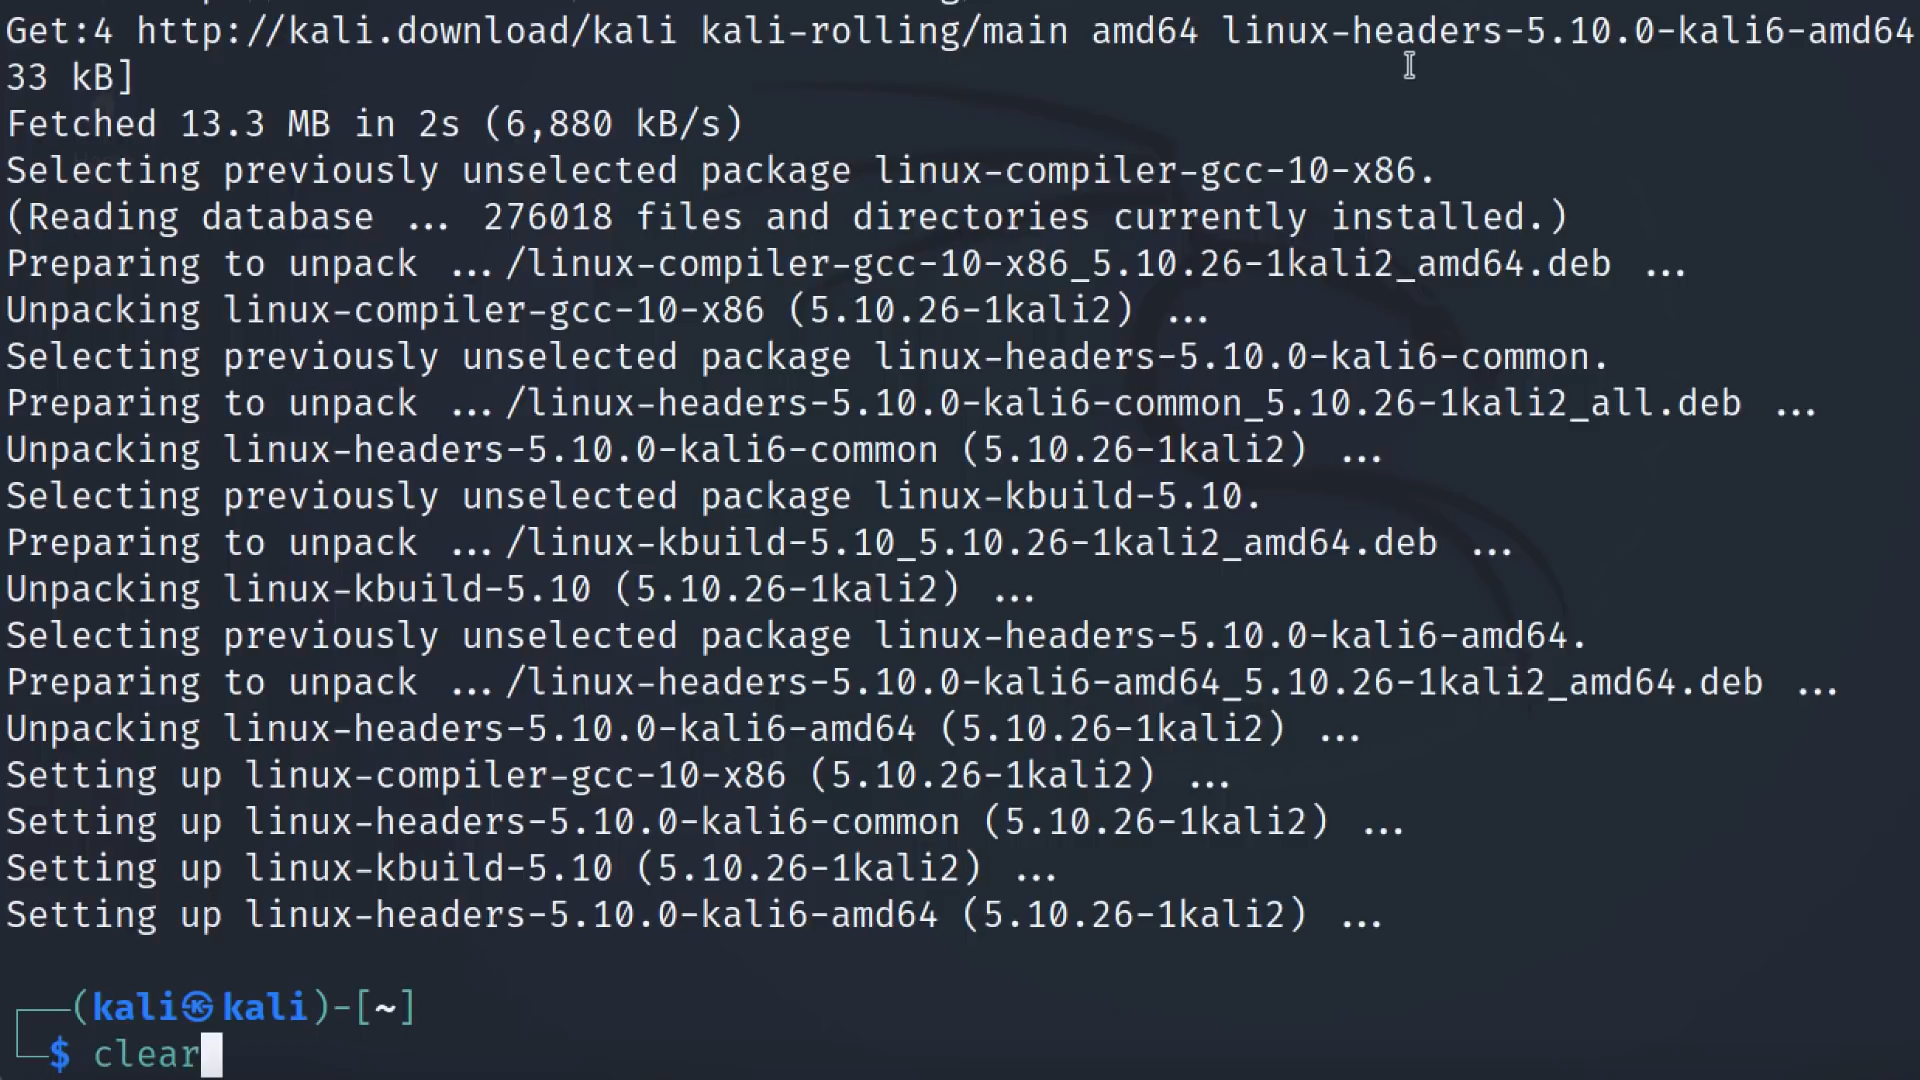 Get:4 http://kali.download/kali kali-rolling/main amd64 linux-headers-5.10.0-kali6-amd64
33 kB]
Fetched 13.3 MB in 2s (6,880 kB/s)
Selecting previously unselected package linux-compiler-gcc-10-x86.
(Reading database ... 276018 files and directories currently installed.)
Preparing to unpack .../linux-compiler-gcc-10-x86_5.10.26-1kali2_amd64.deb ...
Unpacking linux-compiler-gcc-10-x86 (5.10.26-1kali2) ...
Selecting previously unselected package linux-headers-5.10.0-kali6-common.
Preparing to unpack .../linux-headers-5.10.0-kali6-common_5.10.26-1kali2_all.deb ...
Unpacking linux-headers-5.10.0-kali6-common (5.10.26-1kali2) ...
Selecting previously unselected package linux-kbuild-5.10.
Preparing to unpack .../linux-kbuild-5.10_5.10.26-1kali2_amd64.deb ...
Unpacking linux-kbuild-5.10 (5.10.26-1kali2) ...
Selecting previously unselected package linux-headers-5.10.0-kali6-amd64.
Preparing to unpack .../linux-headers-5.10.0-kali6-amd64_5.10.26-1kali2_amd64.deb ...
Unpacking linux-headers-5.10.0-kali6-amd64 (5.10.26-1kali2) ...
Setting up linux-compiler-gcc-10-x86 (5.10.26-1kali2) ...
Setting up linux-headers-5.10.0-kali6-common (5.10.26-1kali2) ...
Setting up linux-kbuild-5.10 (5.10.26-1kali2) ...
Setting up linux-headers-5.10.0-kali6-amd64 (5.10.26-1kali2) ...
┌──(kali㉿kali)-[~]
└─$ clear